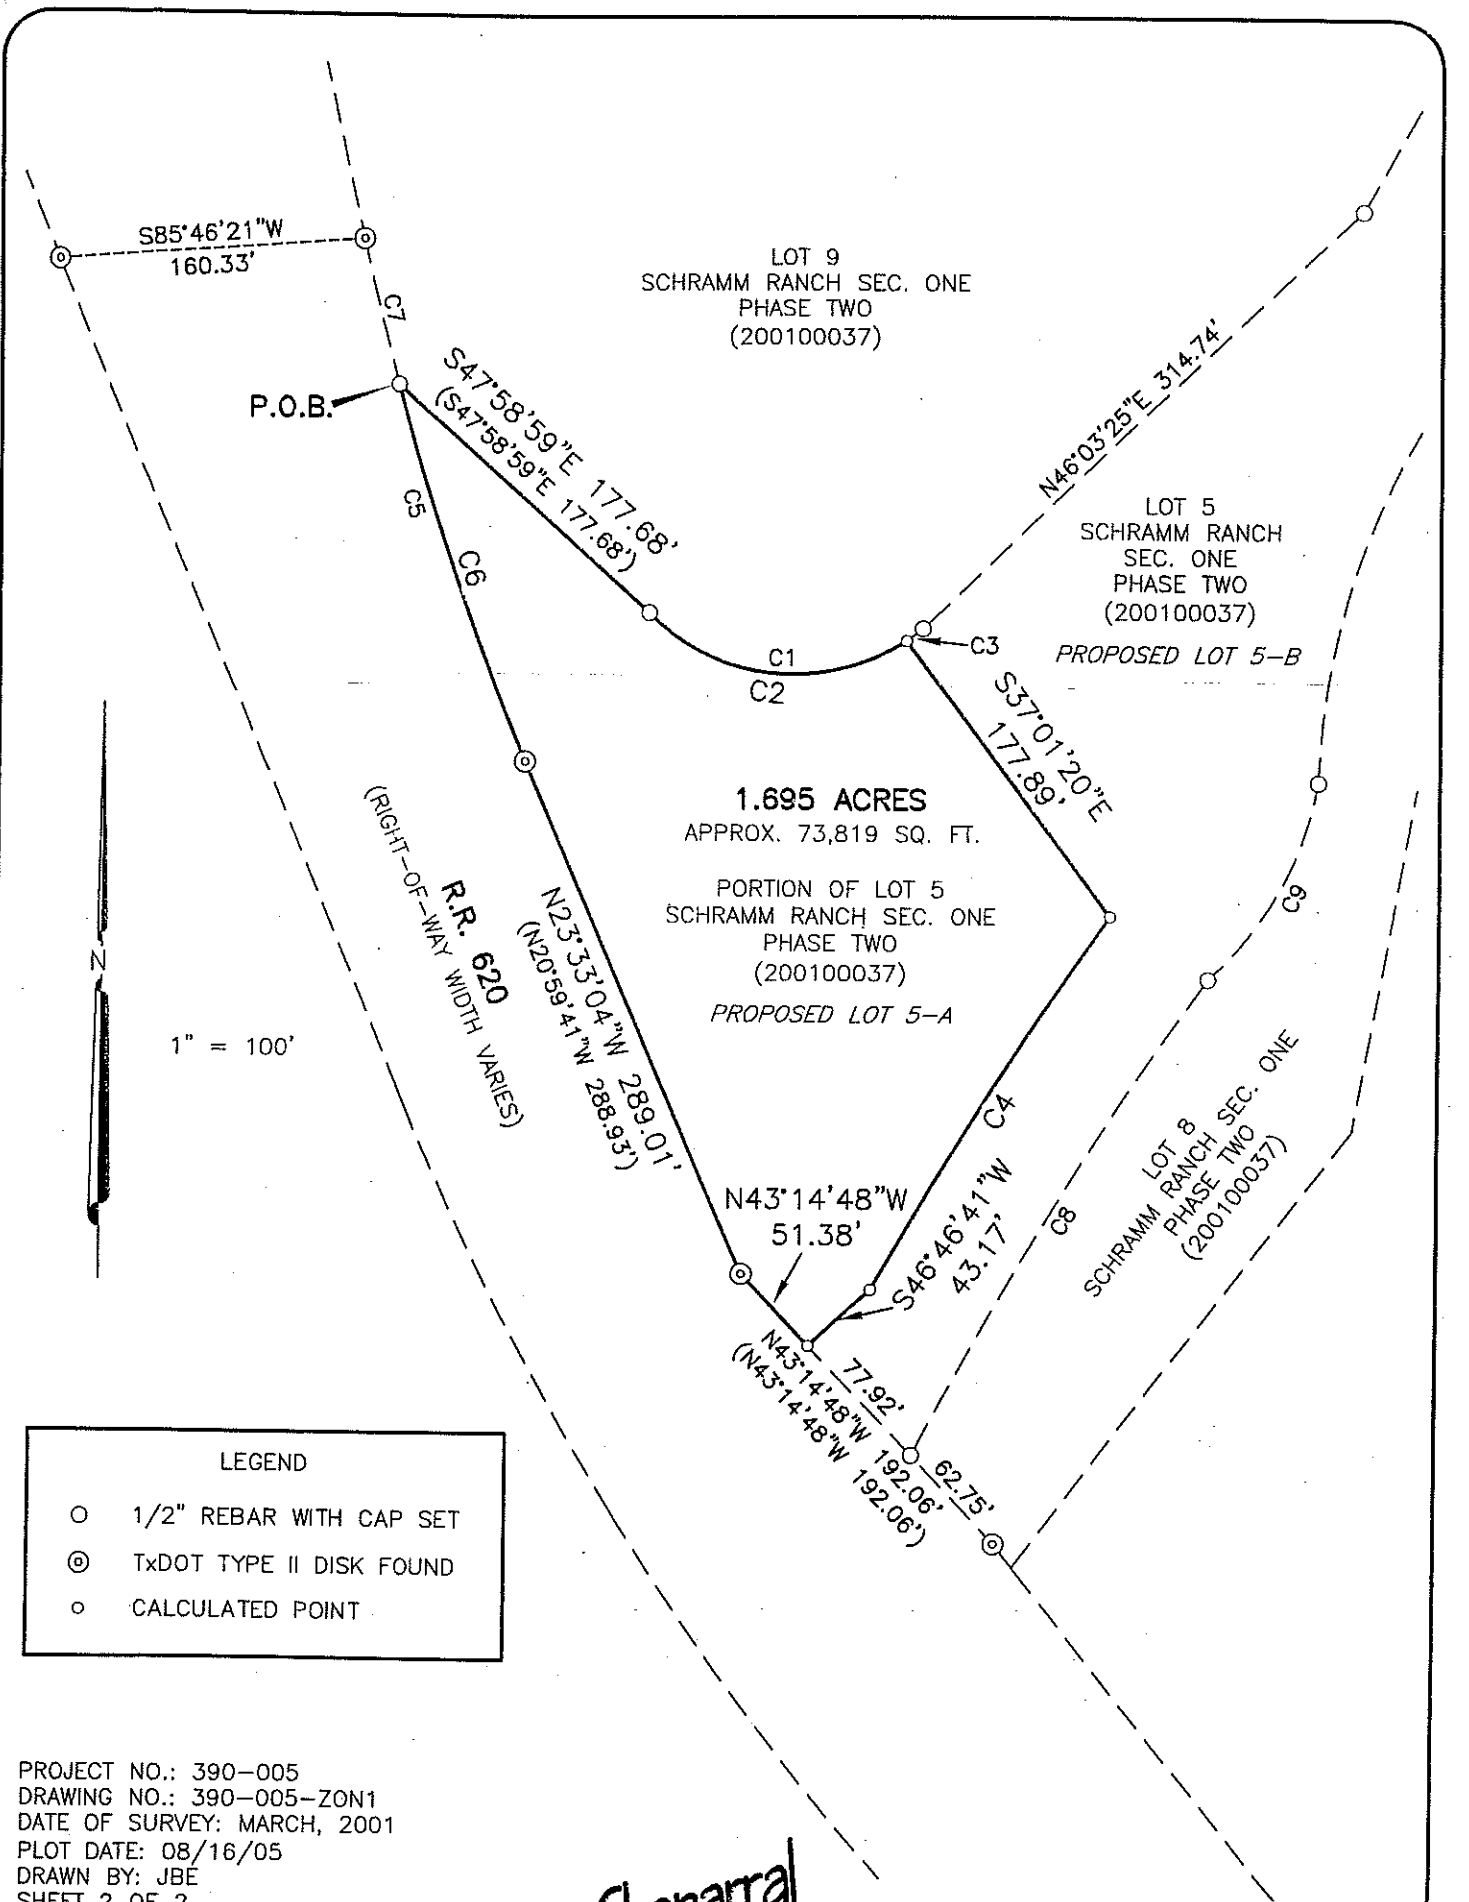 S85°46'21"W
160.33'
LOT 9
SCHRAMM RANCH SEC. ONE
PHASE TWO
(200100037)
C7
P.O.B.
S47°58'59"E 177.68'
(S47°58'59"E 177.68')
N46°03'25"E 314.74'
C5
C6
LOT 5
SCHRAMM RANCH
SEC. ONE
PHASE TWO
(200100037)
PROPOSED LOT 5-B
C1
C2
C3
S37°01'20"E
177.89'
1.695 ACRES
APPROX. 73,819 SQ. FT.
PORTION OF LOT 5
SCHRAMM RANCH SEC. ONE
PHASE TWO
(200100037)
PROPOSED LOT 5-A
R.R. 620
(RIGHT-OF-WAY WIDTH VARIES)
N23°33'04"W 289.01'
(N20°59'41"W 288.93')
C9
N
1" = 100'
C4
LOT 8
SCHRAMM RANCH SEC. ONE
PHASE TWO
(200100037)
C8
N43°14'48"W
51.38'
S46°46'41"W
43.17'
77.92'
N43°14'48"W 192.06'
(N43°14'48"W 192.06')
62.75'
LEGEND
1/2" REBAR WITH CAP SET
TxDOT TYPE II DISK FOUND
CALCULATED POINT
PROJECT NO.: 390-005
DRAWING NO.: 390-005-ZON1
DATE OF SURVEY: MARCH, 2001
PLOT DATE: 08/16/05
DRAWN BY: JBE
SHEET 2 OF 2
Chaparral